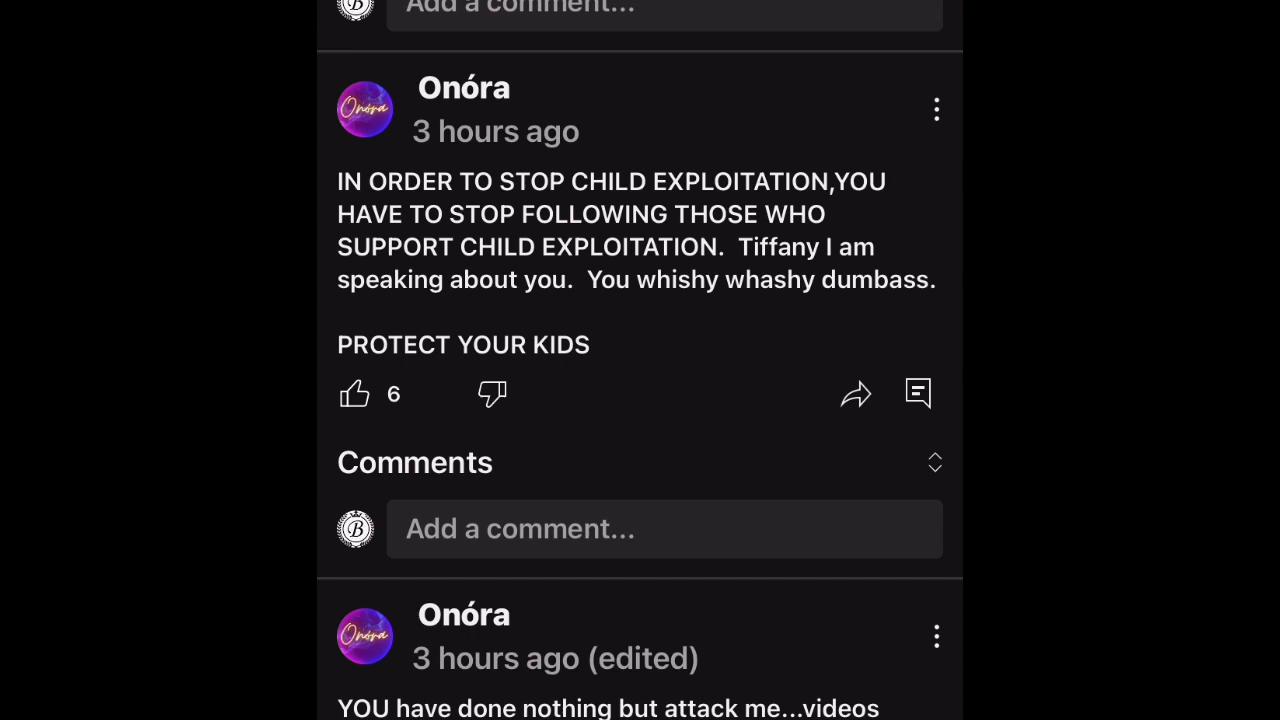 B
Add a comment...
Onóra
Onóra
3 hours ago
IN ORDER TO STOP CHILD EXPLOITATION,YOU
HAVE TO STOP FOLLOWING THOSE WHO
SUPPORT CHILD EXPLOITATION.  Tiffany I am
speaking about you.  You whishy whashy dumbass.
PROTECT YOUR KIDS
6
Comments
B
Add a comment...
Onóra
Onóra
3 hours ago (edited)
YOU have done nothing but attack me...videos